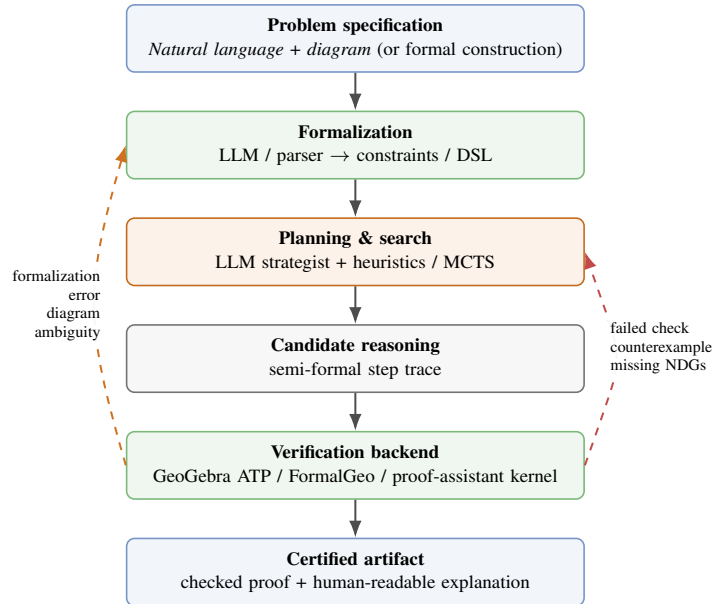 Problem specification
Natural language + diagram (or formal construction)
Formalization
LLM / parser → constraints / DSL
Planning & search
LLM strategist + heuristics / MCTS
formalization
error
diagram
ambiguity
failed check
counterexample
missing NDGs
Candidate reasoning
semi-formal step trace
Verification backend
GeoGebra ATP / FormalGeo / proof-assistant kernel
Certified artifact
checked proof + human-readable explanation